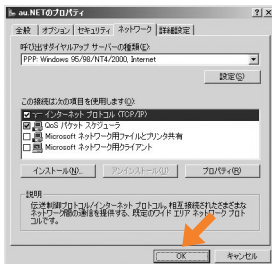 au.NETのプロパティ
全般 オプション セキュリティ ネットワーク 詳細設定
呼び出すダイヤルアップ サーバーの種類(E):
PPP: Windows 95/98/NT4/2000, Internet
設定(S)
この接続は次の項目を使用します(O):
インターネット プロトコル (TCP/IP)
QoS パケット スケジューラ
Microsoft ネットワーク用ファイルとプリンタ共有
Microsoft ネットワーク用クライアント
インストール(N)... アンインストール(U) プロパティ(R)
説明
伝送制御プロトコル/インターネット プロトコル。相互接続されたさまざまな
ネットワーク間の通信を提供する、既定のワイド エリア ネットワーク プロト
コルです。
OK キャンセル